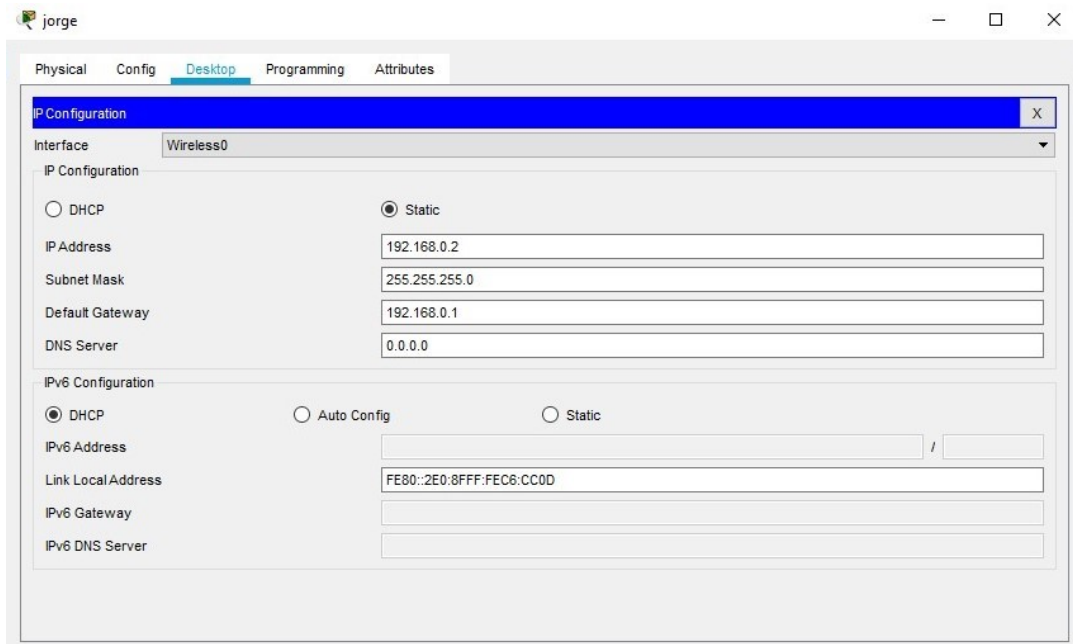 jorge
Physical Config Desktop Programming Attributes
IP Configuration X
Interface Wireless0
IP Configuration
DHCP Static
IP Address 192.168.0.2
Subnet Mask 255.255.255.0
Default Gateway 192.168.0.1
DNS Server 0.0.0.0
IPv6 Configuration
DHCP Auto Config Static
IPv6 Address /
Link Local Address FE80::2E0:8FFF:FEC6:CC0D
IPv6 Gateway
IPv6 DNS Server